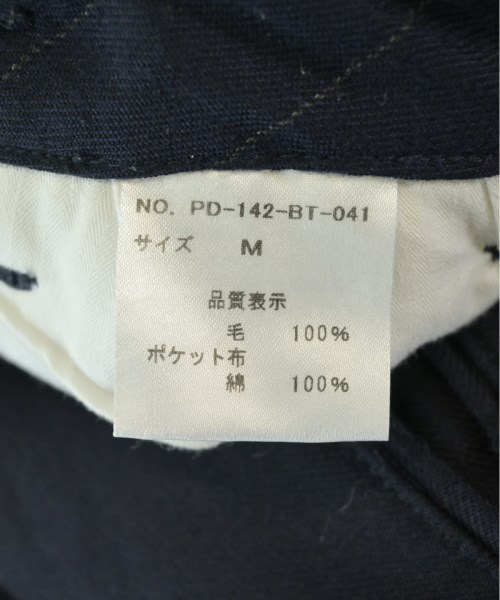 NO. PD-142-BT-041
サイズ M
品質表示
毛 100%
ポケット布
綿 100%